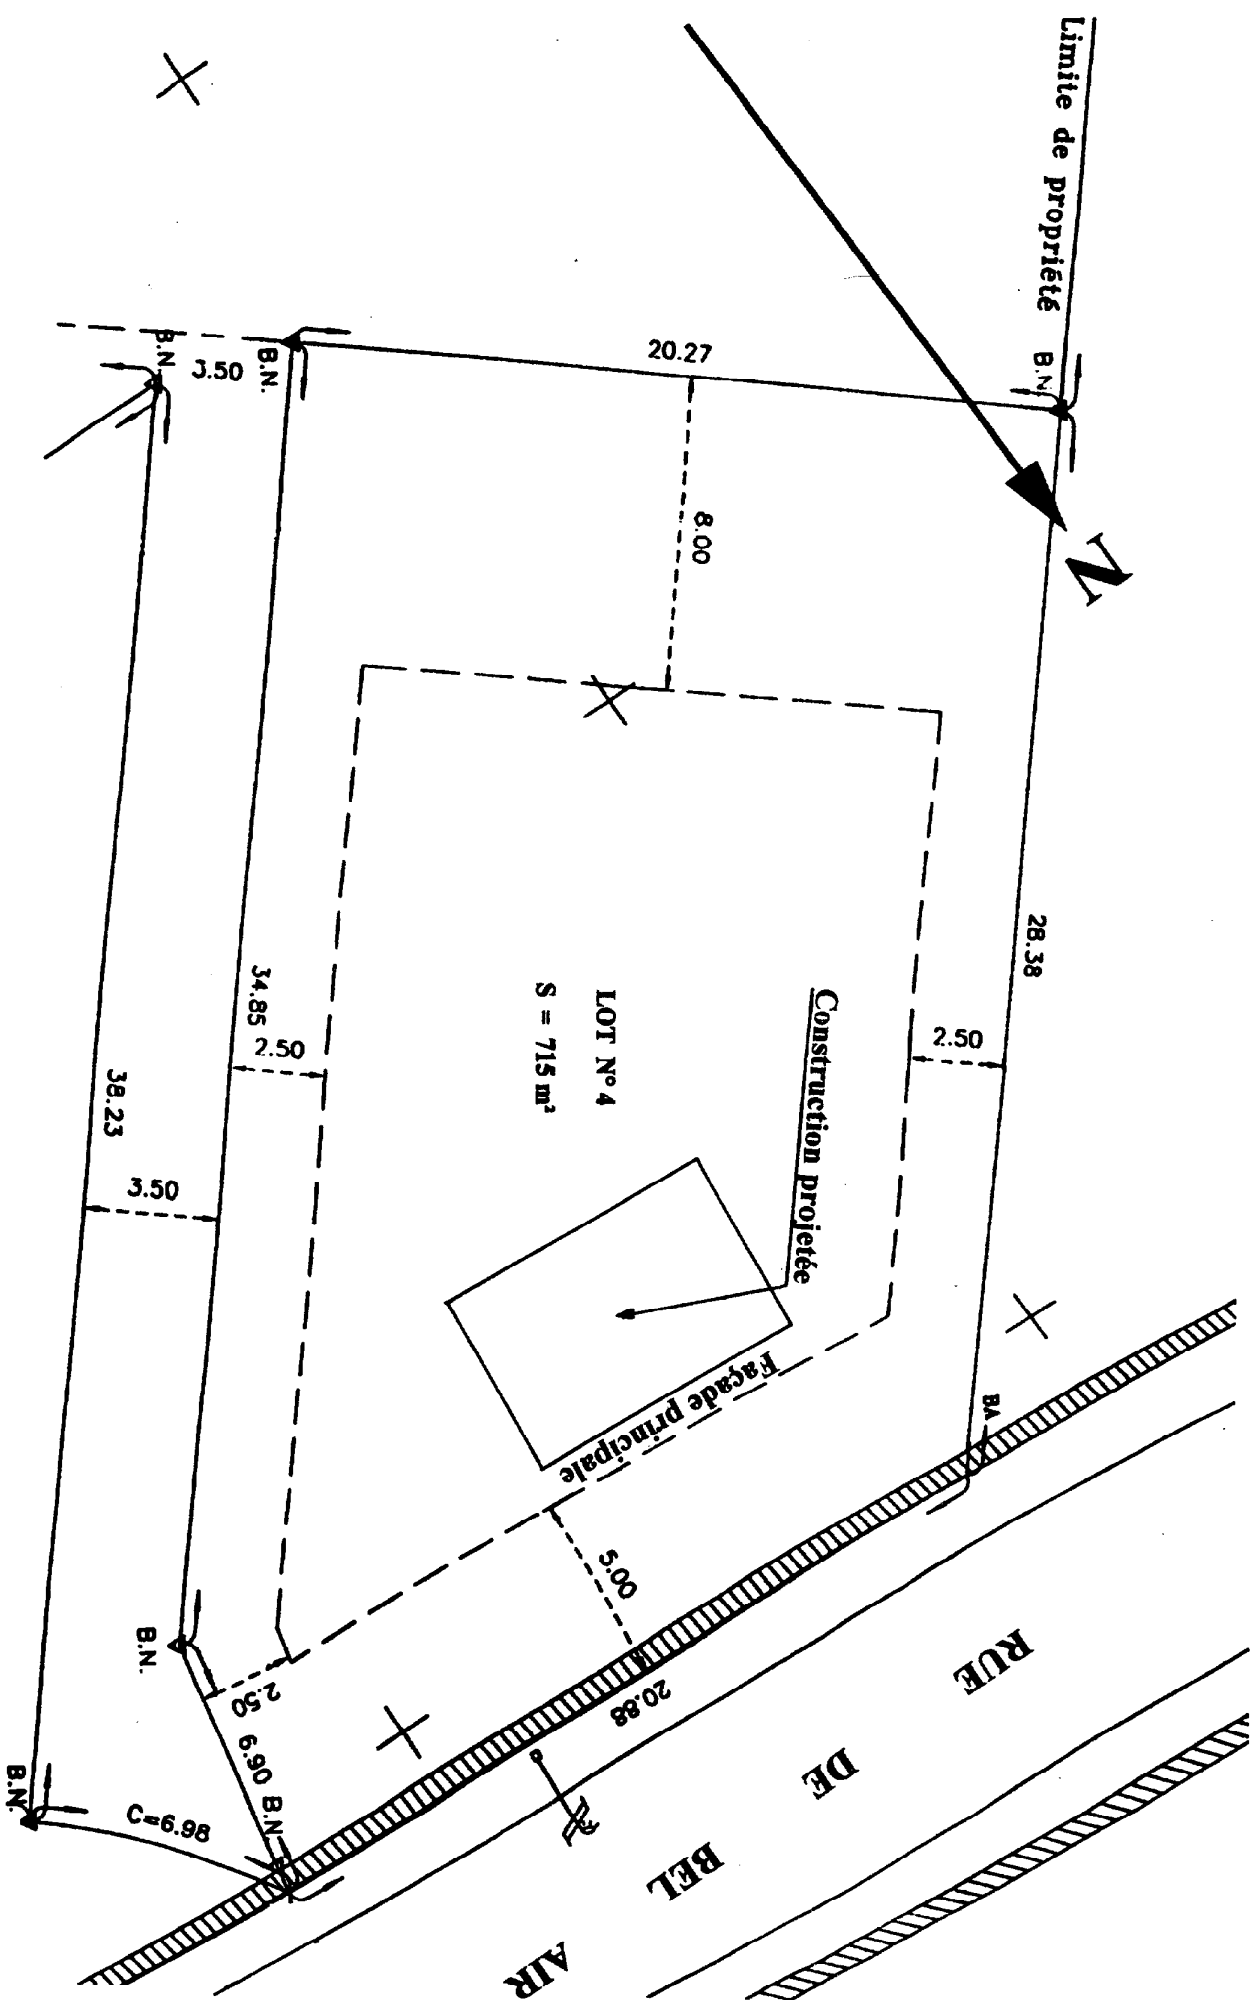 Limite de propriété
B.N.
B.N.
B.N.
3.50
20.27
8.00
N
28.38
2.50
Construction projetée
LOT N° 4
S = 715 m²
34.85
2.50
38.23
3.50
Façade principale
BA
5.00
20.88
B.N.
2.50
6.90
B.N.
B.N.
C=6.98
RUE
DE
BEL
AIR